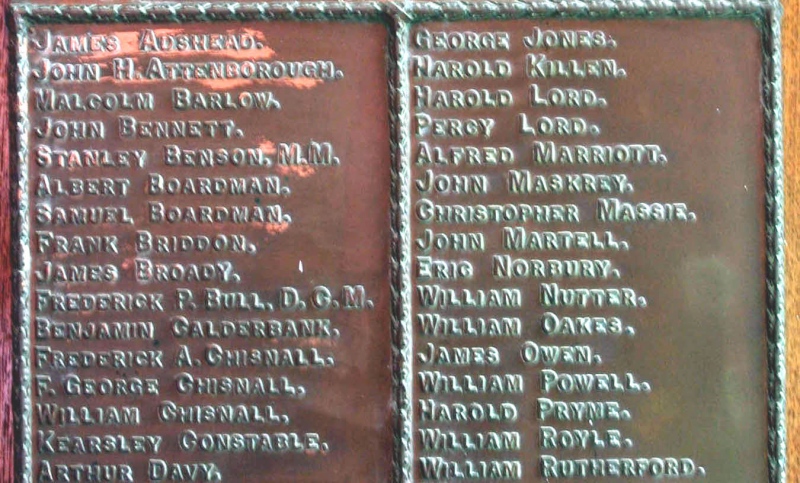 JAMES ADSHEAD.
JOHN H. ATTENBOROUGH.
MALCOLM BARLOW.
JOHN BENNETT.
STANLEY BENSON, M.M.
ALBERT BOARDMAN.
SAMUEL BOARDMAN.
FRANK BRIDDON.
JAMES BROADY.
FREDERICK P. BULL, D.C.M.
BENJAMIN CALDERBANK.
FREDERICK A. CHISNALL.
F. GEORGE CHISNALL.
WILLIAM CHISNALL.
KEARSLEY CONSTABLE.
ARTHUR DAVY.
GEORGE JONES.
HAROLD KILLEN.
HAROLD LORD.
PERCY LORD.
ALFRED MARRIOTT.
JOHN MASKREY.
CHRISTOPHER MASSIE.
JOHN MARTELL.
ERIC NORBURY.
WILLIAM NUTTER.
WILLIAM OAKES.
JAMES OWEN.
WILLIAM POWELL.
HAROLD PRYME.
WILLIAM ROYLE.
WILLIAM RUTHERFORD.